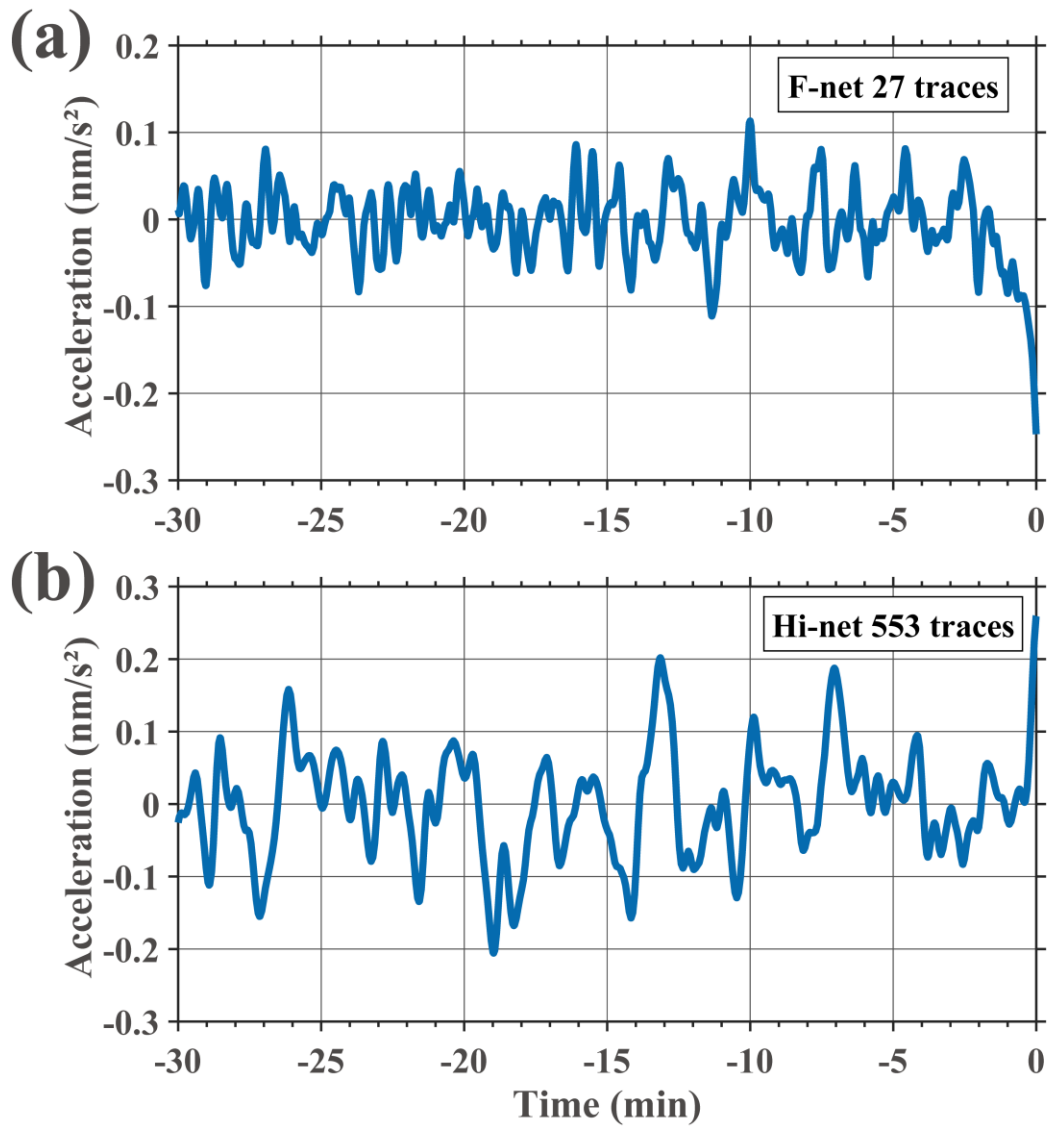 (a)
Acceleration (nm/s²)
0.2
0.1
0
-0.1
-0.2
-0.3
F-net 27 traces
-30 -25 -20 -15 -10 -5 0
(b)
Acceleration (nm/s²)
0.3
0.2
0.1
0
-0.1
-0.2
-0.3
Hi-net 553 traces
-30 -25 -20 -15 -10 -5 0
Time (min)